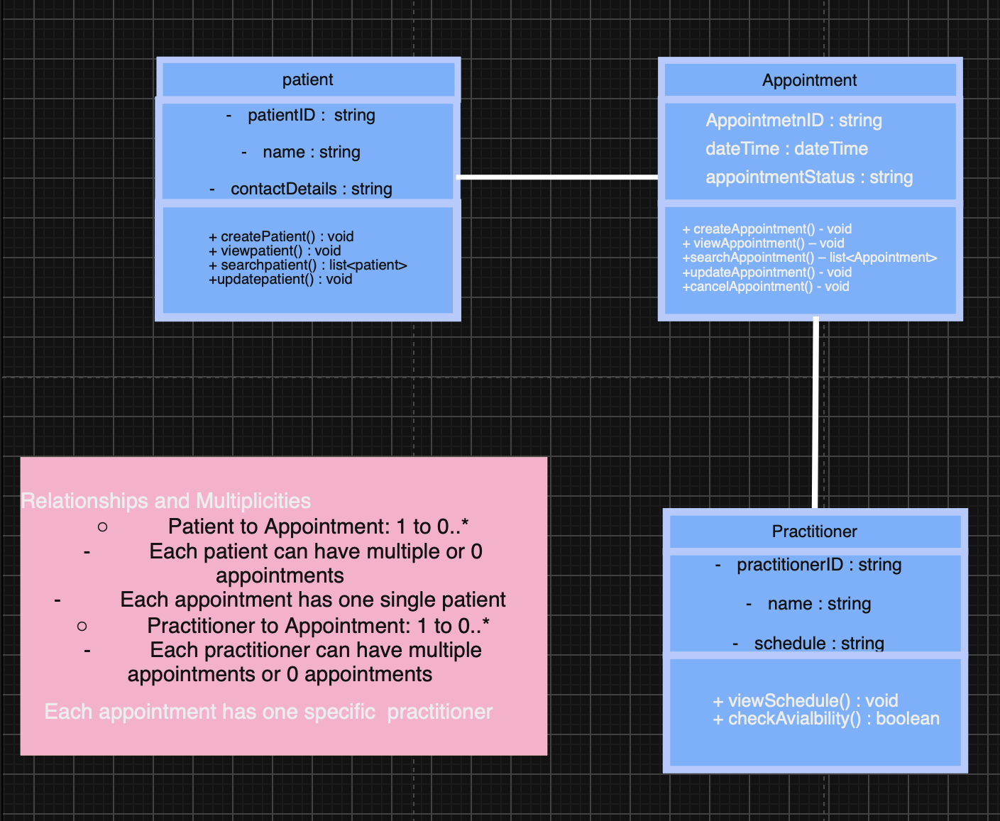 patient
- patientID : string
- name : string
- contactDetails : string
+ createPatient() : void
+ viewpatient() : void
+ searchpatient() : list<patient>
+updatepatient() : void
Appointment
AppointmetnID : string
dateTime : dateTime
appointmentStatus : string
+ createAppointment() - void
+ viewAppointment() – void
+searchAppointment() – list<Appointment>
+updateAppointment() - void
+cancelAppointment() - void
Relationships and Multiplicities
○ Patient to Appointment: 1 to 0..*
- Each patient can have multiple or 0
appointments
- Each appointment has one single patient
○ Practitioner to Appointment: 1 to 0..*
- Each practitioner can have multiple
appointments or 0 appointments
Each appointment has one specific practitioner
Practitioner
- practitionerID : string
- name : string
- schedule : string
+ viewSchedule() : void
+ checkAvialbility() : boolean